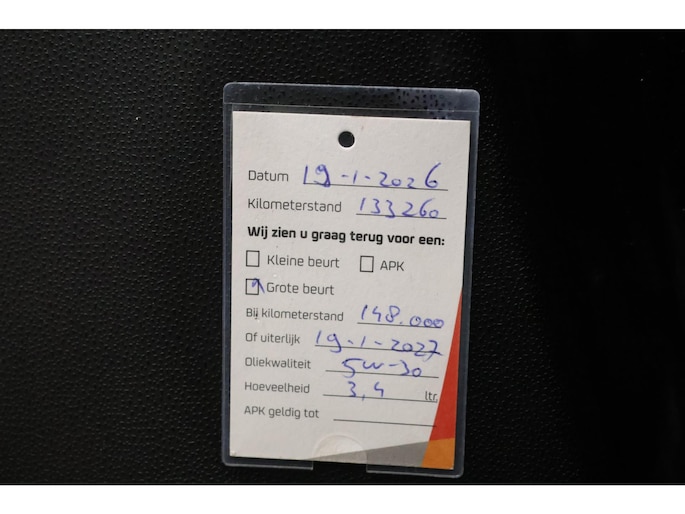 Datum 19-1-2026
Kilometerstand 133260
Wij zien u graag terug voor een:
Kleine beurt APK
Grote beurt
Bij kilometerstand 148.000
Of uiterlijk 19-1-2027
Oliekwaliteit 5W-30
Hoeveelheid 3,4 ltr.
APK geldig tot